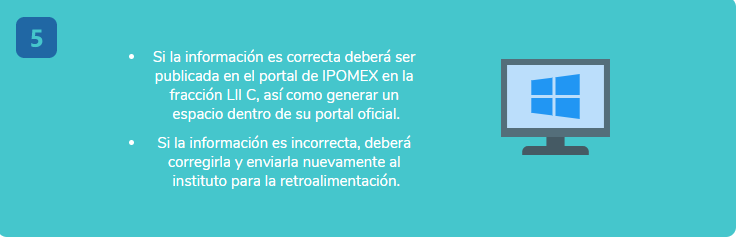 5
• Si la información es correcta deberá ser
publicada en el portal de IPOMEX en la
fracción LII C, así como generar un
espacio dentro de su portal oficial.
• Si la información es incorrecta, deberá
corregirla y enviarla nuevamente al
instituto para la retroalimentación.